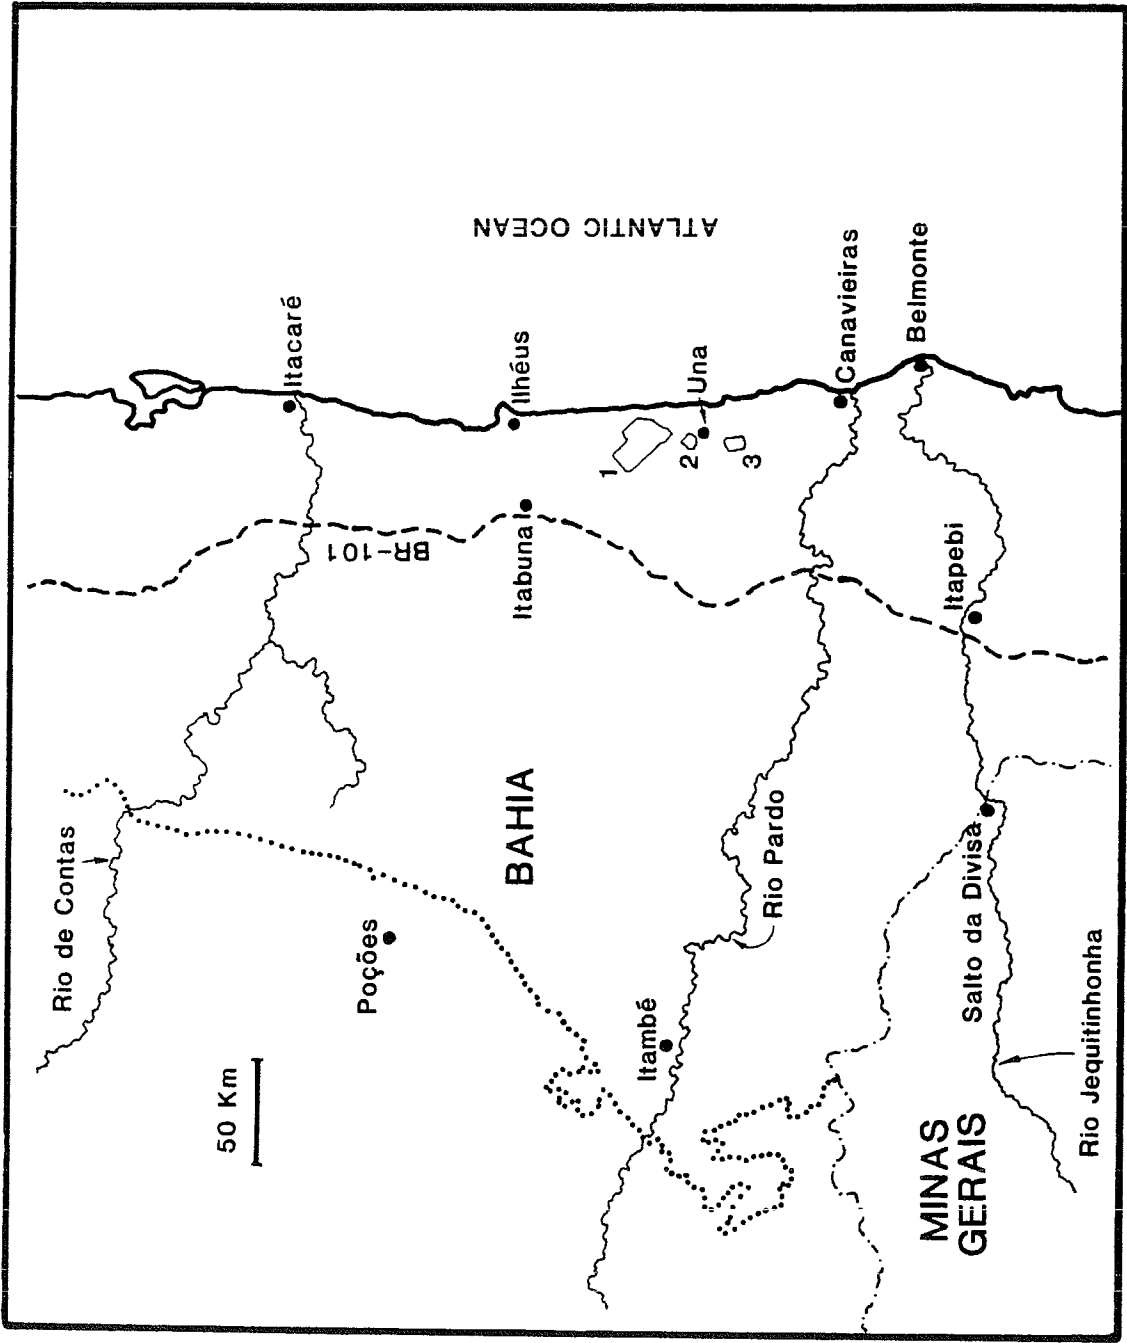 ATLANTIC OCEAN
Itacaré
Ilhéus
Una
Canavieiras
Belmonte
1
2
3
BR-101
Itabuna
Itapebi
Rio de Contas
BAHIA
Poções
Rio Pardo
Salto da Divisa
Itambé
50 Km
MINAS
GERAIS
Rio Jequitinhonha